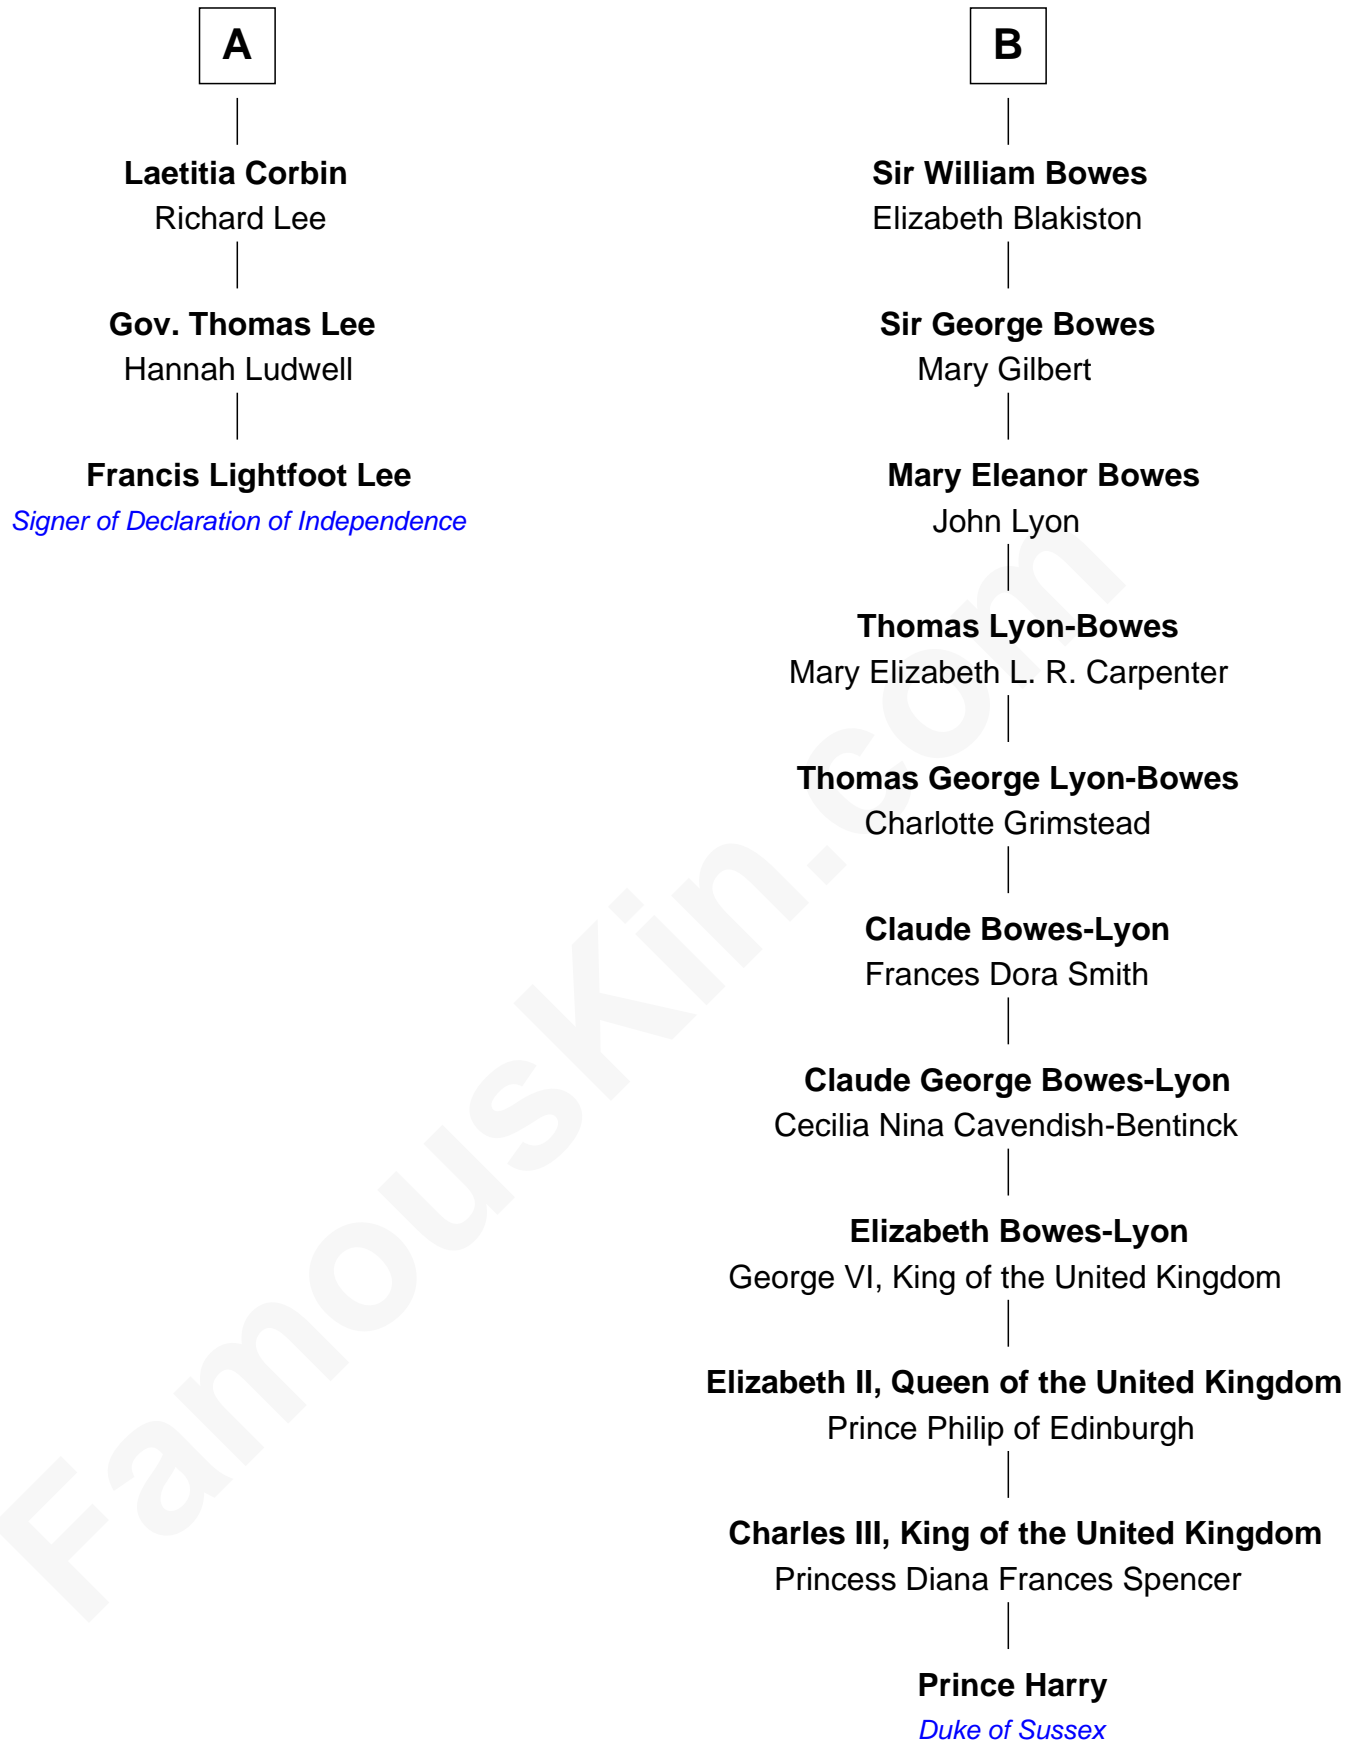 A
Laetitia Corbin
Richard Lee
Gov. Thomas Lee
Hannah Ludwell
Francis Lightfoot Lee
Signer of Declaration of Independence
B
Sir William Bowes
Elizabeth Blakiston
Sir George Bowes
Mary Gilbert
Mary Eleanor Bowes
John Lyon
Thomas Lyon-Bowes
Mary Elizabeth L. R. Carpenter
Thomas George Lyon-Bowes
Charlotte Grimstead
Claude Bowes-Lyon
Frances Dora Smith
Claude George Bowes-Lyon
Cecilia Nina Cavendish-Bentinck
Elizabeth Bowes-Lyon
George VI, King of the United Kingdom
Elizabeth II, Queen of the United Kingdom
Prince Philip of Edinburgh
Charles III, King of the United Kingdom
Princess Diana Frances Spencer
Prince Harry
Duke of Sussex
FamousKin.com